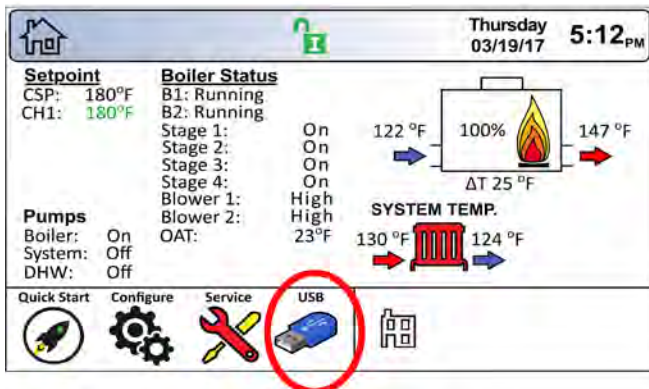 Thursday
03/19/17
5:12 PM
Setpoint
CSP: 180°F
CH1: 180°F
Boiler Status
B1: Running
B2: Running
Stage 1: On
Stage 2: On
Stage 3: On
Stage 4: On
Blower 1: High
Blower 2: High
OAT: 23°F
Pumps
Boiler: On
System: Off
DHW: Off
122 °F
100%
147 °F
ΔT 25 °F
SYSTEM TEMP.
130 °F
124 °F
Quick Start
Configure
Service
USB